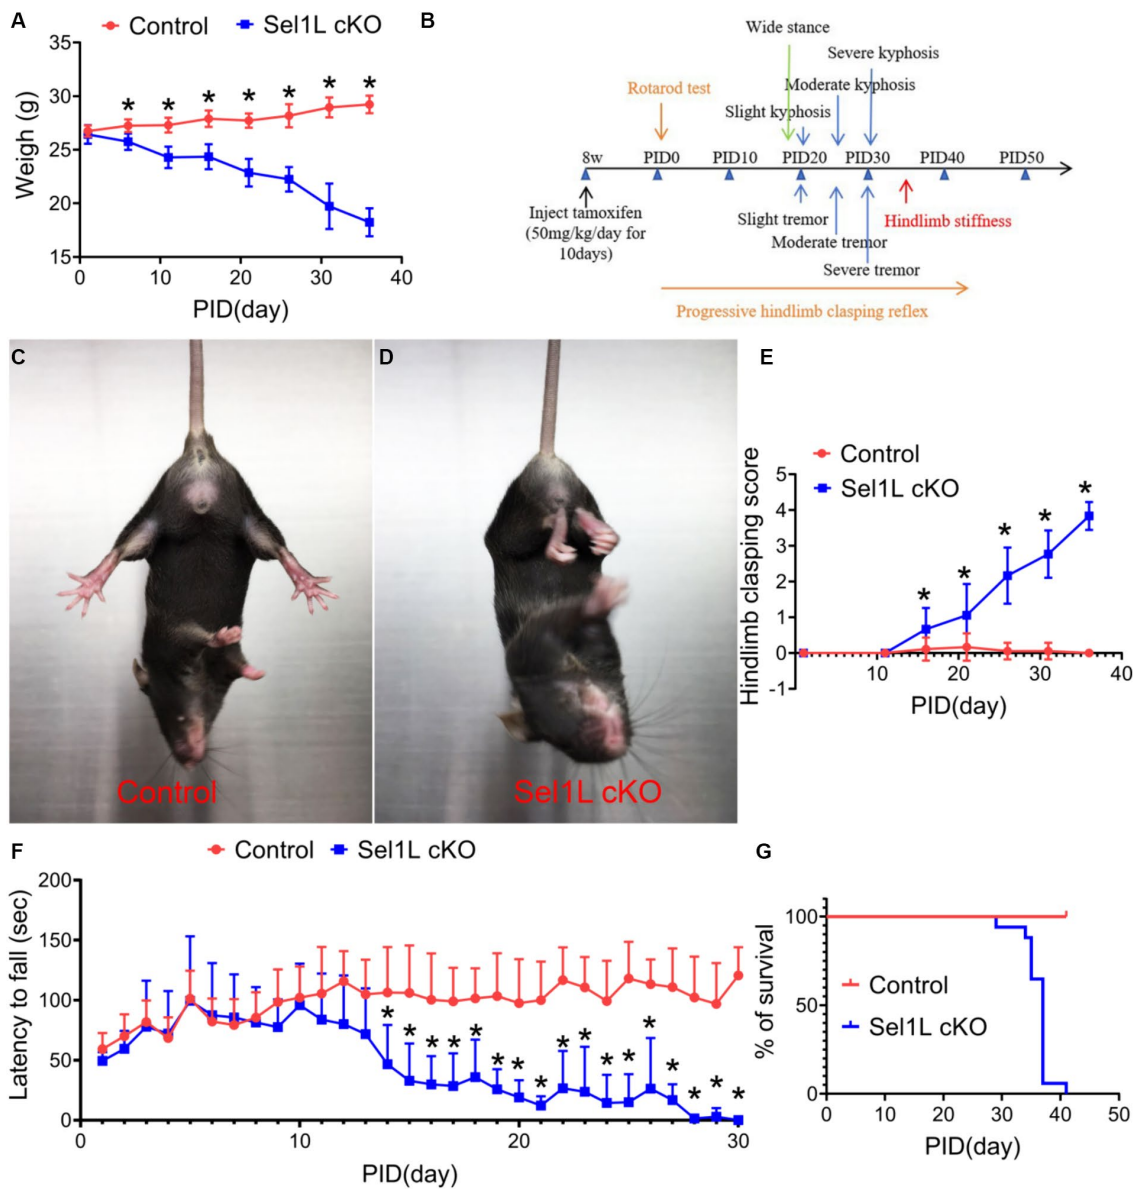 A
Control
Sel1L cKO
Weigh (g)
35
30
25
20
15
* * * * * * *
0 10 20 30 40
PID(day)
B
Wide stance
Severe kyphosis
Rotarod test
Moderate kyphosis
Slight kyphosis
8w PID0 PID10 PID20 PID30 PID40 PID50
Inject tamoxifen
(50mg/kg/day for
10days)
Slight tremor
Hindlimb stiffness
Moderate tremor
Severe tremor
Progressive hindlimb clasping reflex
C
Control
D
Sel1L cKO
E
Control
Sel1L cKO
Hindlimb clasping score
5
4
3
2
1
0
-1
* * * * *
10 20 30 40
PID(day)
F
Control
Sel1L cKO
Latency to fall (sec)
200
150
100
50
0
* * * * * * * * * * * * * * * * *
0 10 20 30
PID(day)
G
% of survival
100
50
0
Control
Sel1L cKO
0 10 20 30 40 50
PID(day)